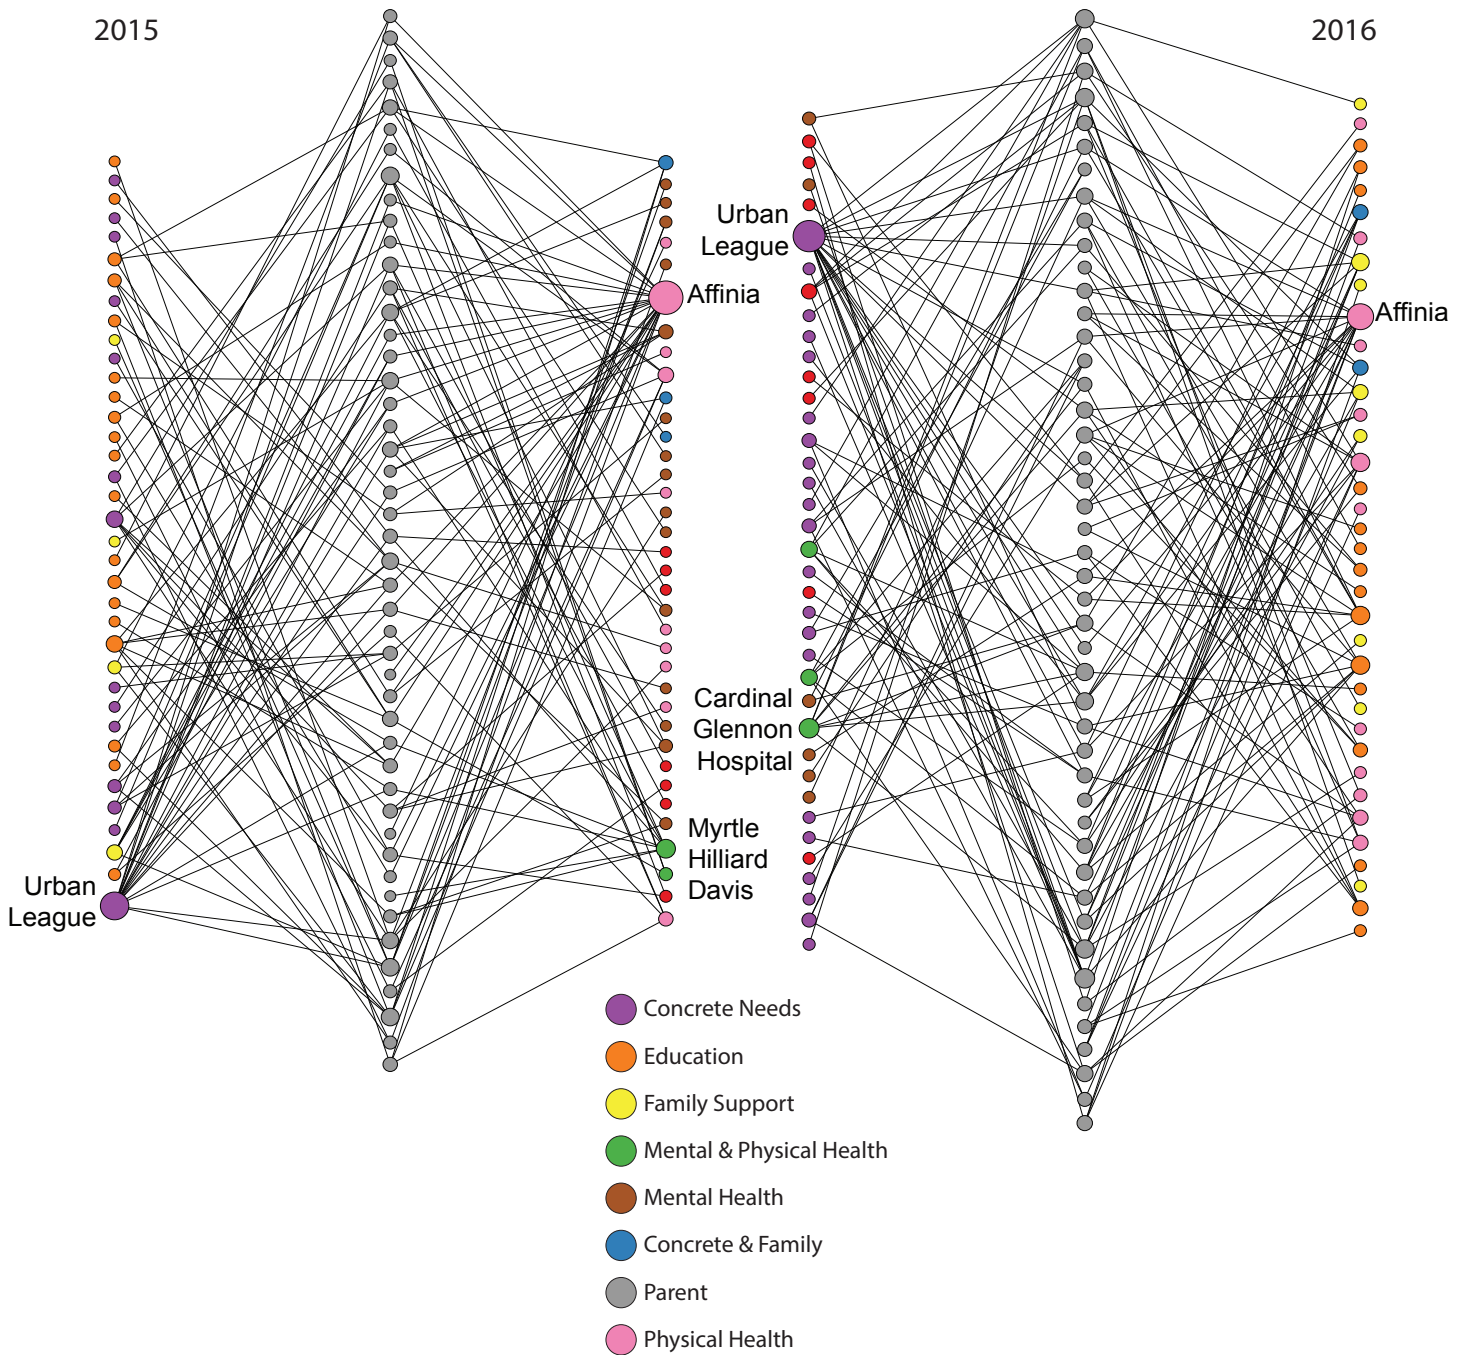 2015
2016
Urban
League
Affinia
Affinia
Cardinal
Glennon
Hospital
Myrtle
Hilliard
Davis
Urban
League
Concrete Needs
Education
Family Support
Mental & Physical Health
Mental Health
Concrete & Family
Parent
Physical Health